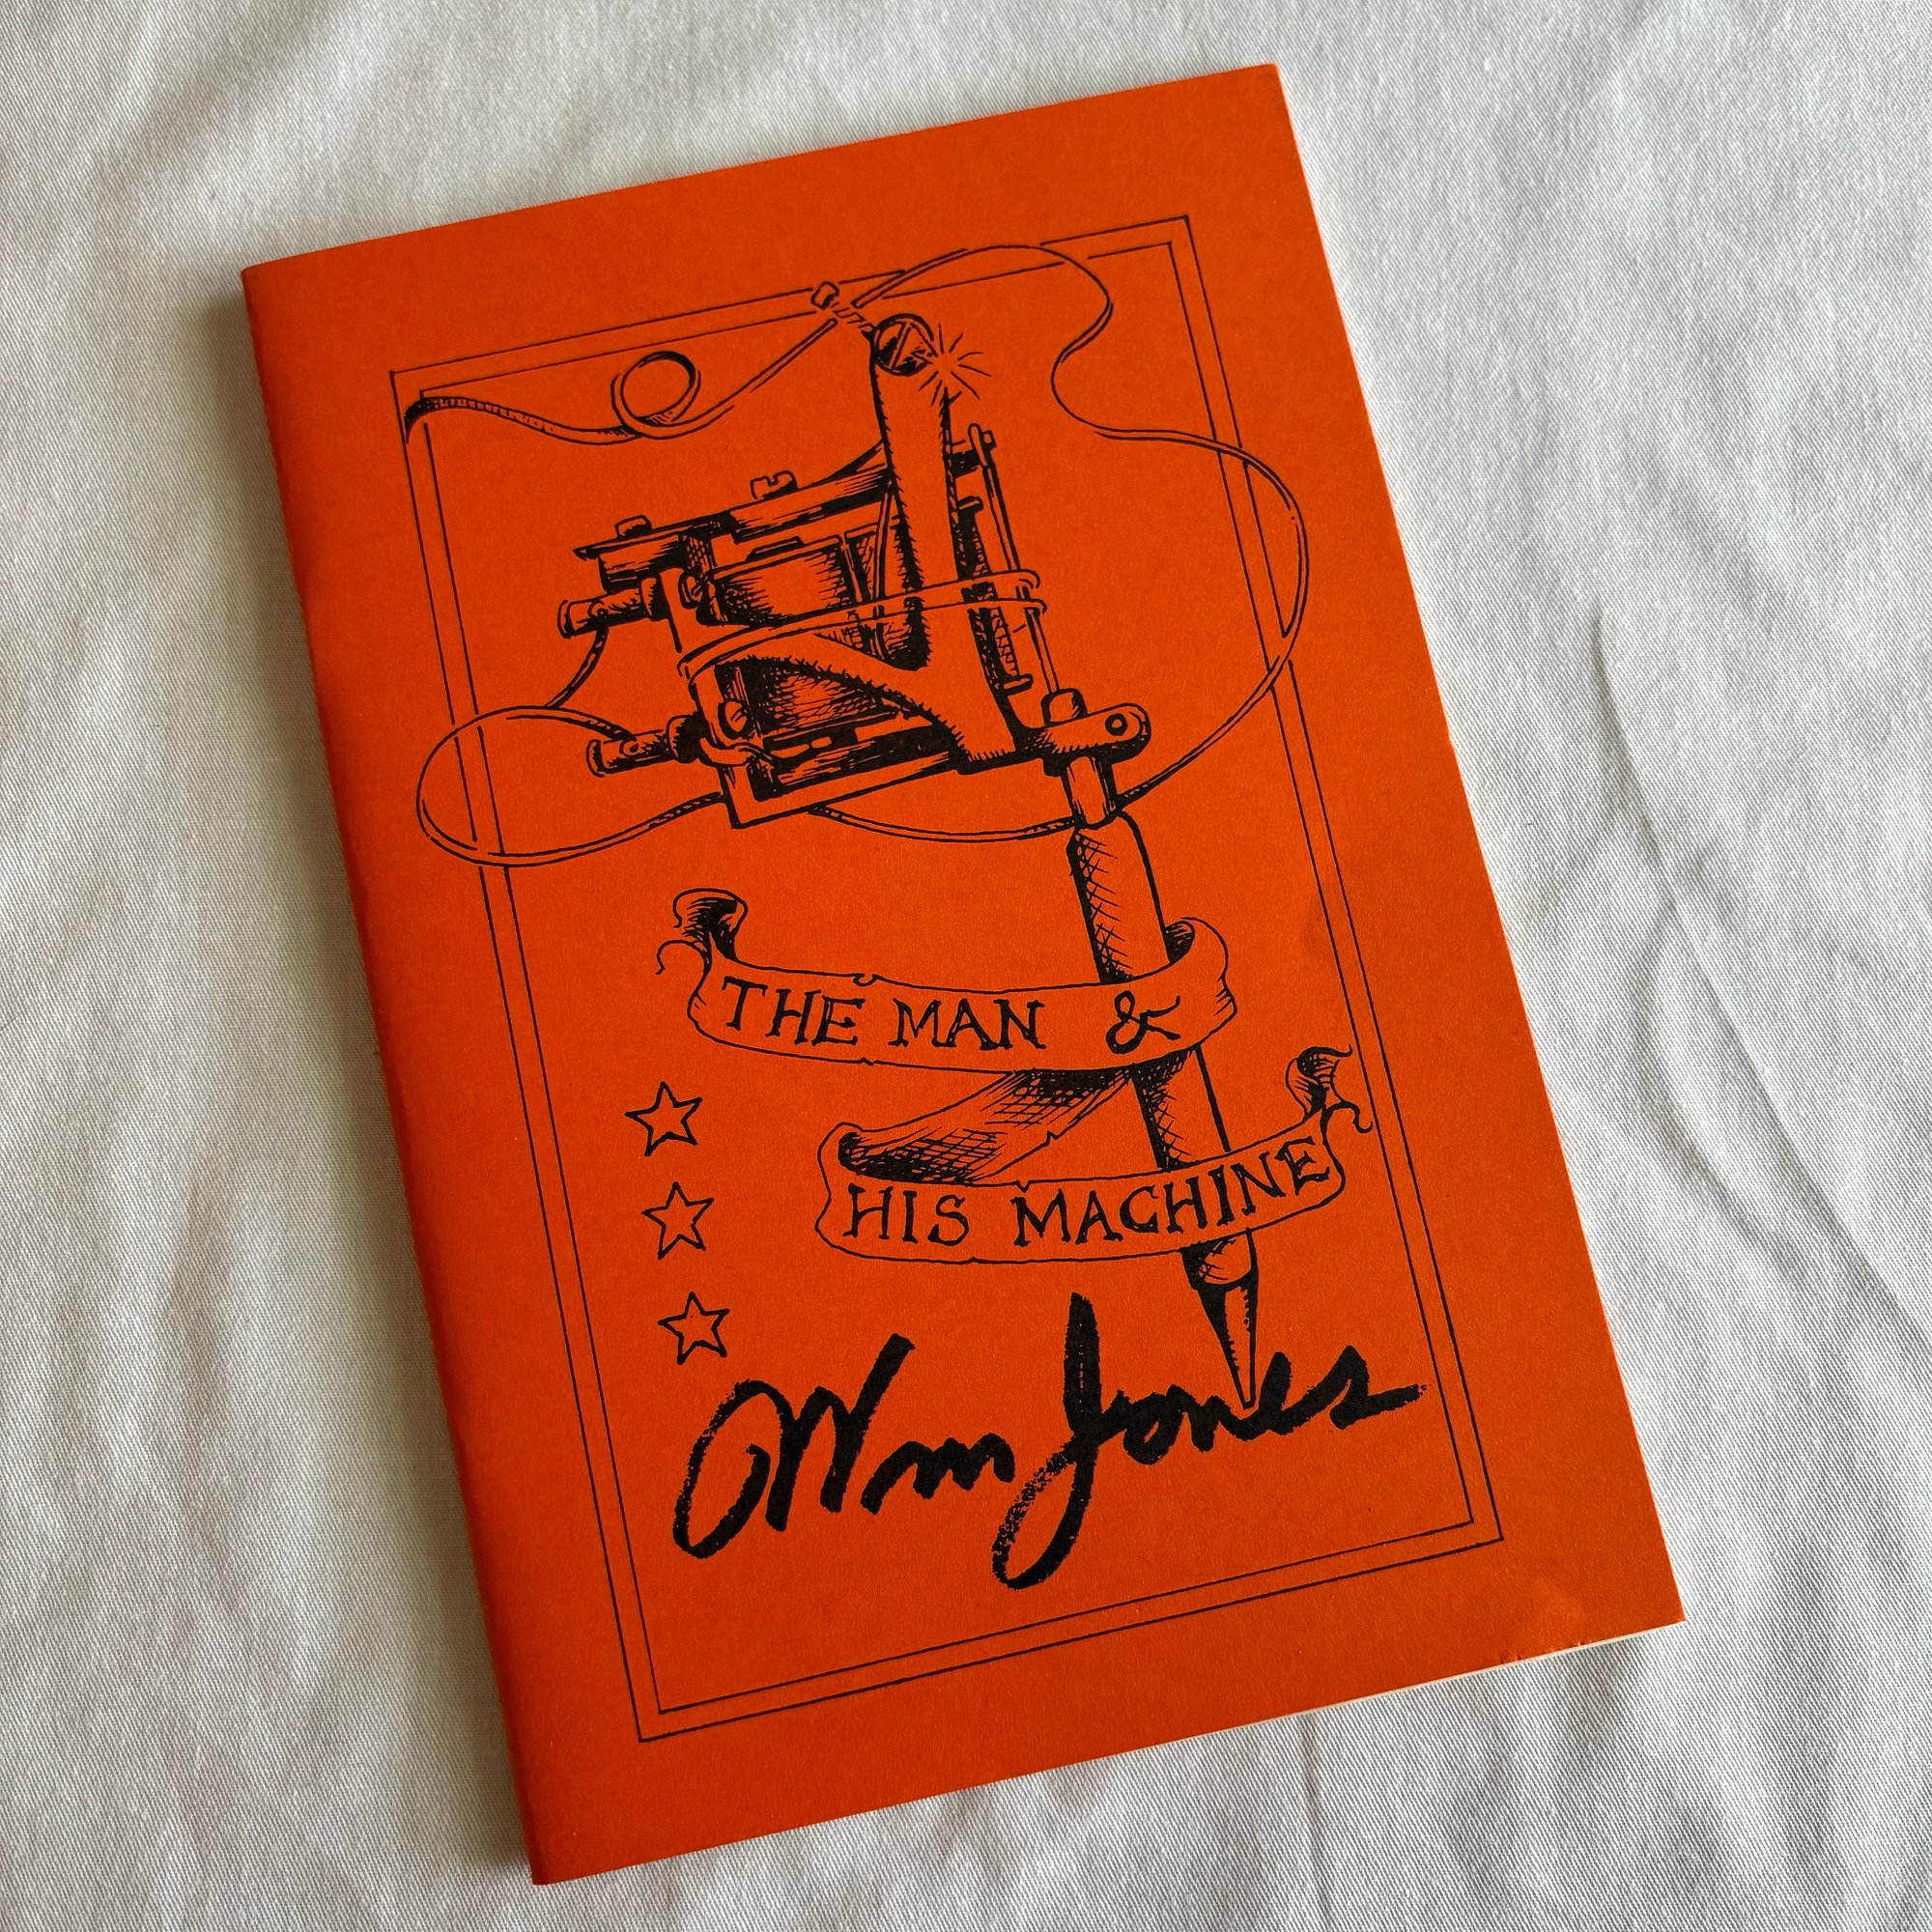 THE MAN &
HIS MACHINE
Wm Jones